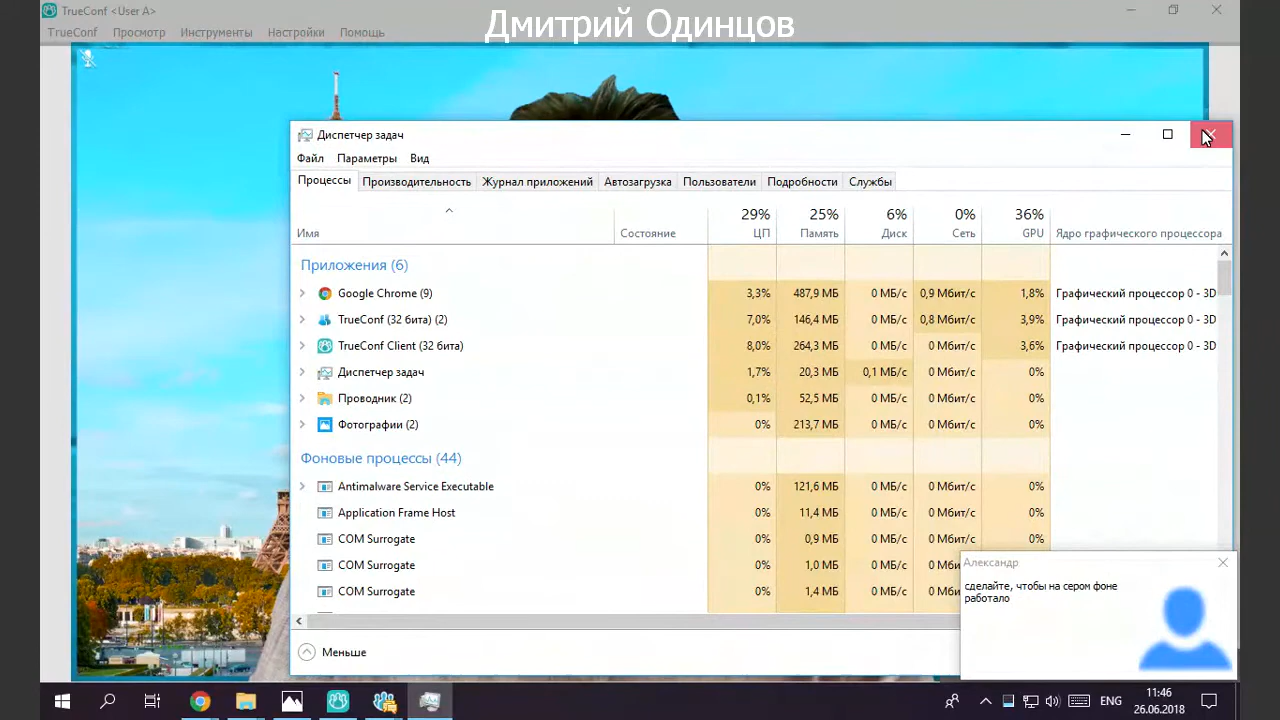 TrueConf <User A>
Дмитрий Одинцов
TrueConf Просмотр Инструменты Настройки Помощь
Диспетчер задач
Файл Параметры Вид
Процессы Производительность Журнал приложений Автозагрузка Пользователи Подробности Службы
29% 25% 6% 0% 36%
Имя Состояние ЦП Память Диск Сеть GPU Ядро графического процессора
Приложения (6)
Google Chrome (9) 3,3% 487,9 МБ 0 МБ/с 0,9 Мбит/с 1,8% Графический процессор 0 - 3D
TrueConf (32 бита) (2) 7,0% 146,4 МБ 0 МБ/с 0,8 Мбит/с 3,9% Графический процессор 0 - 3D
TrueConf Client (32 бита) 8,0% 264,3 МБ 0 МБ/с 0 Мбит/с 3,6% Графический процессор 0 - 3D
Диспетчер задач 1,7% 20,3 МБ 0,1 МБ/с 0 Мбит/с 0%
Проводник (2) 0,1% 52,5 МБ 0 МБ/с 0 Мбит/с 0%
Фотографии (2) 0% 213,7 МБ 0 МБ/с 0 Мбит/с 0%
Фоновые процессы (44)
Antimalware Service Executable 0% 121,6 МБ 0 МБ/с 0 Мбит/с 0%
Application Frame Host 0% 11,4 МБ 0 МБ/с 0 Мбит/с 0%
COM Surrogate 0% 0,9 МБ 0 МБ/с 0 Мбит/с 0%
COM Surrogate 0% 1,0 МБ 0 МБ/с
COM Surrogate 0% 1,4 МБ 0 МБ/с
Александр
сделайте, чтобы на сером фоне
работало
Меньше
ENG
11:46
26.06.2018